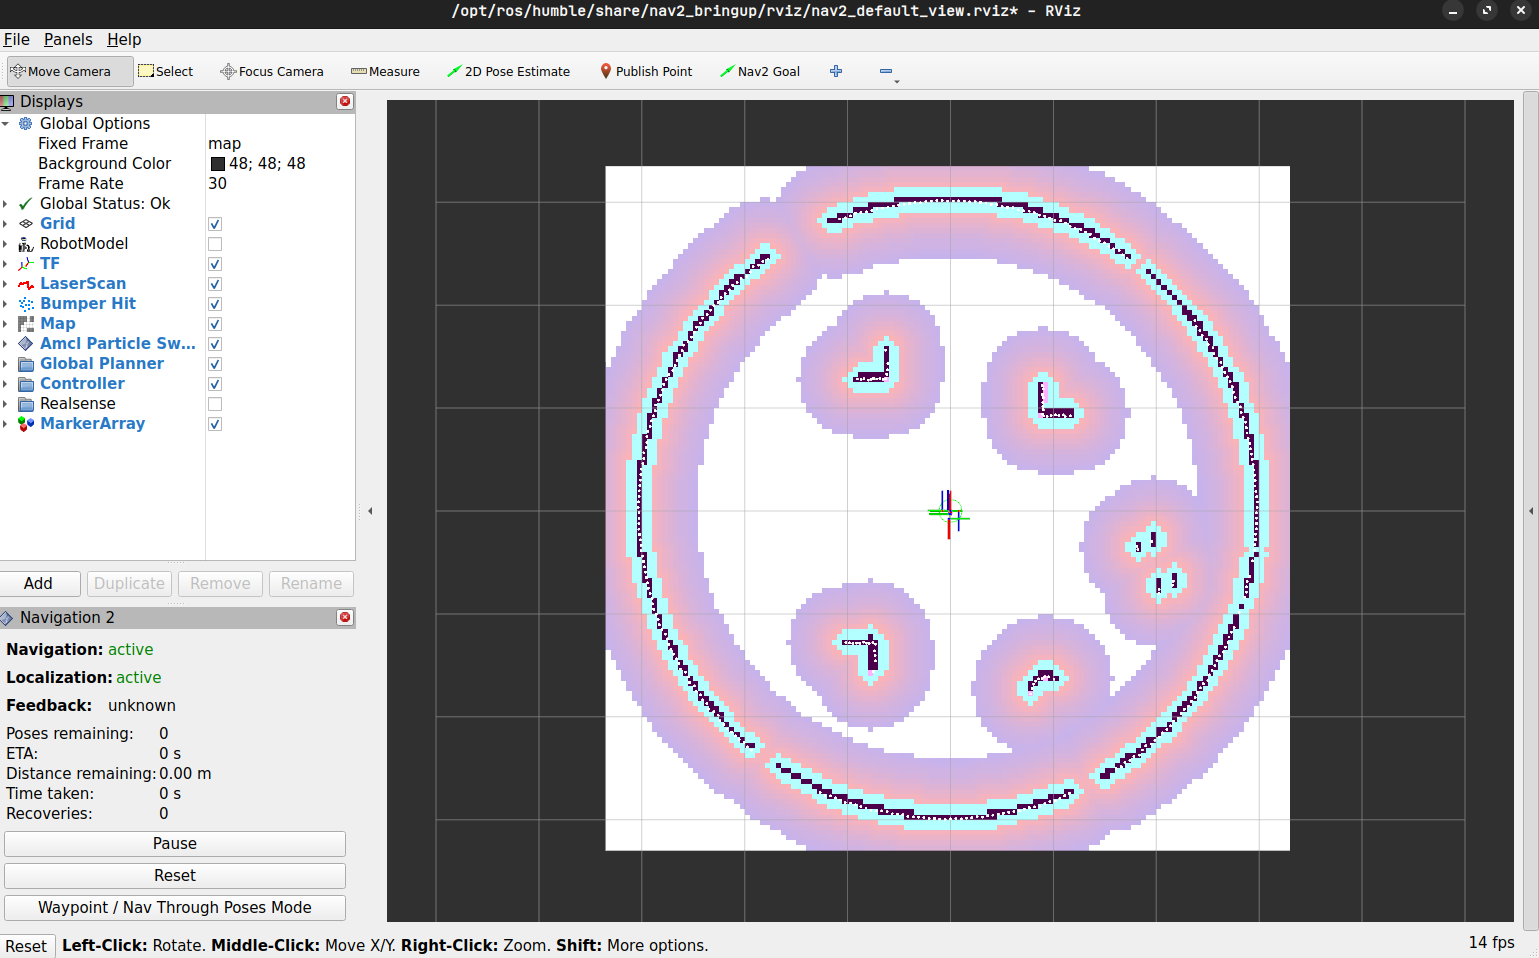 /opt/ros/humble/share/nav2_bringup/rviz/nav2_default_view.rviz* - RViz
File Panels Help
Move Camera Select Focus Camera Measure 2D Pose Estimate Publish Point Nav2 Goal
Displays
Global Options
Fixed Frame map
Background Color 48; 48; 48
Frame Rate 30
Global Status: Ok
Grid
RobotModel
TF
LaserScan
Bumper Hit
Map
Amcl Particle Sw...
Global Planner
Controller
Realsense
MarkerArray
Add Duplicate Remove Rename
Navigation 2
Navigation: active
Localization: active
Feedback: unknown
Poses remaining: 0
ETA: 0 s
Distance remaining: 0.00 m
Time taken: 0 s
Recoveries: 0
Pause
Reset
Waypoint / Nav Through Poses Mode
Reset Left-Click: Rotate. Middle-Click: Move X/Y. Right-Click: Zoom. Shift: More options. 14 fps